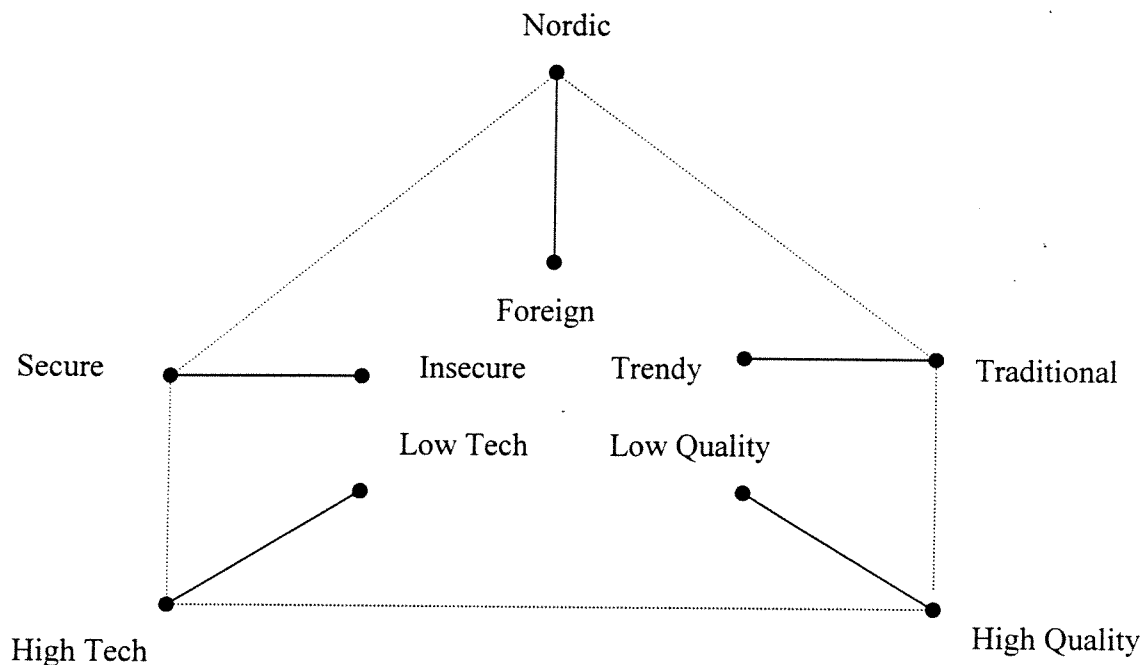 Nordic
Foreign
Secure
Insecure
Trendy
Traditional
Low Tech
Low Quality
High Tech
High Quality